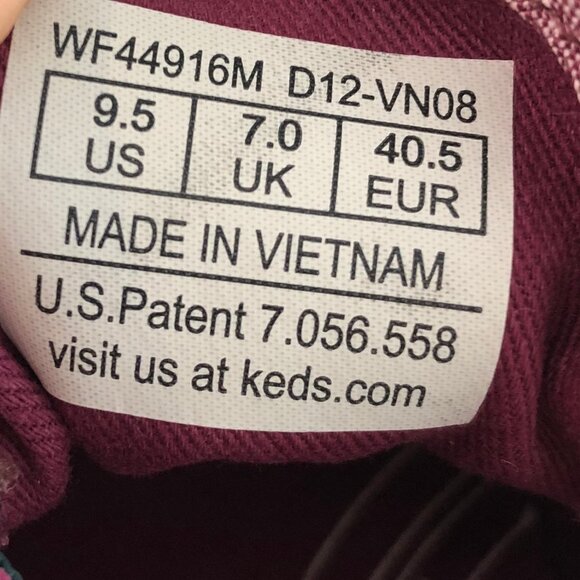 WF44916M D12-VN08
9.5 7.0 40.5
US UK EUR
MADE IN VIETNAM
U.S.Patent 7.056.558
visit us at keds.com